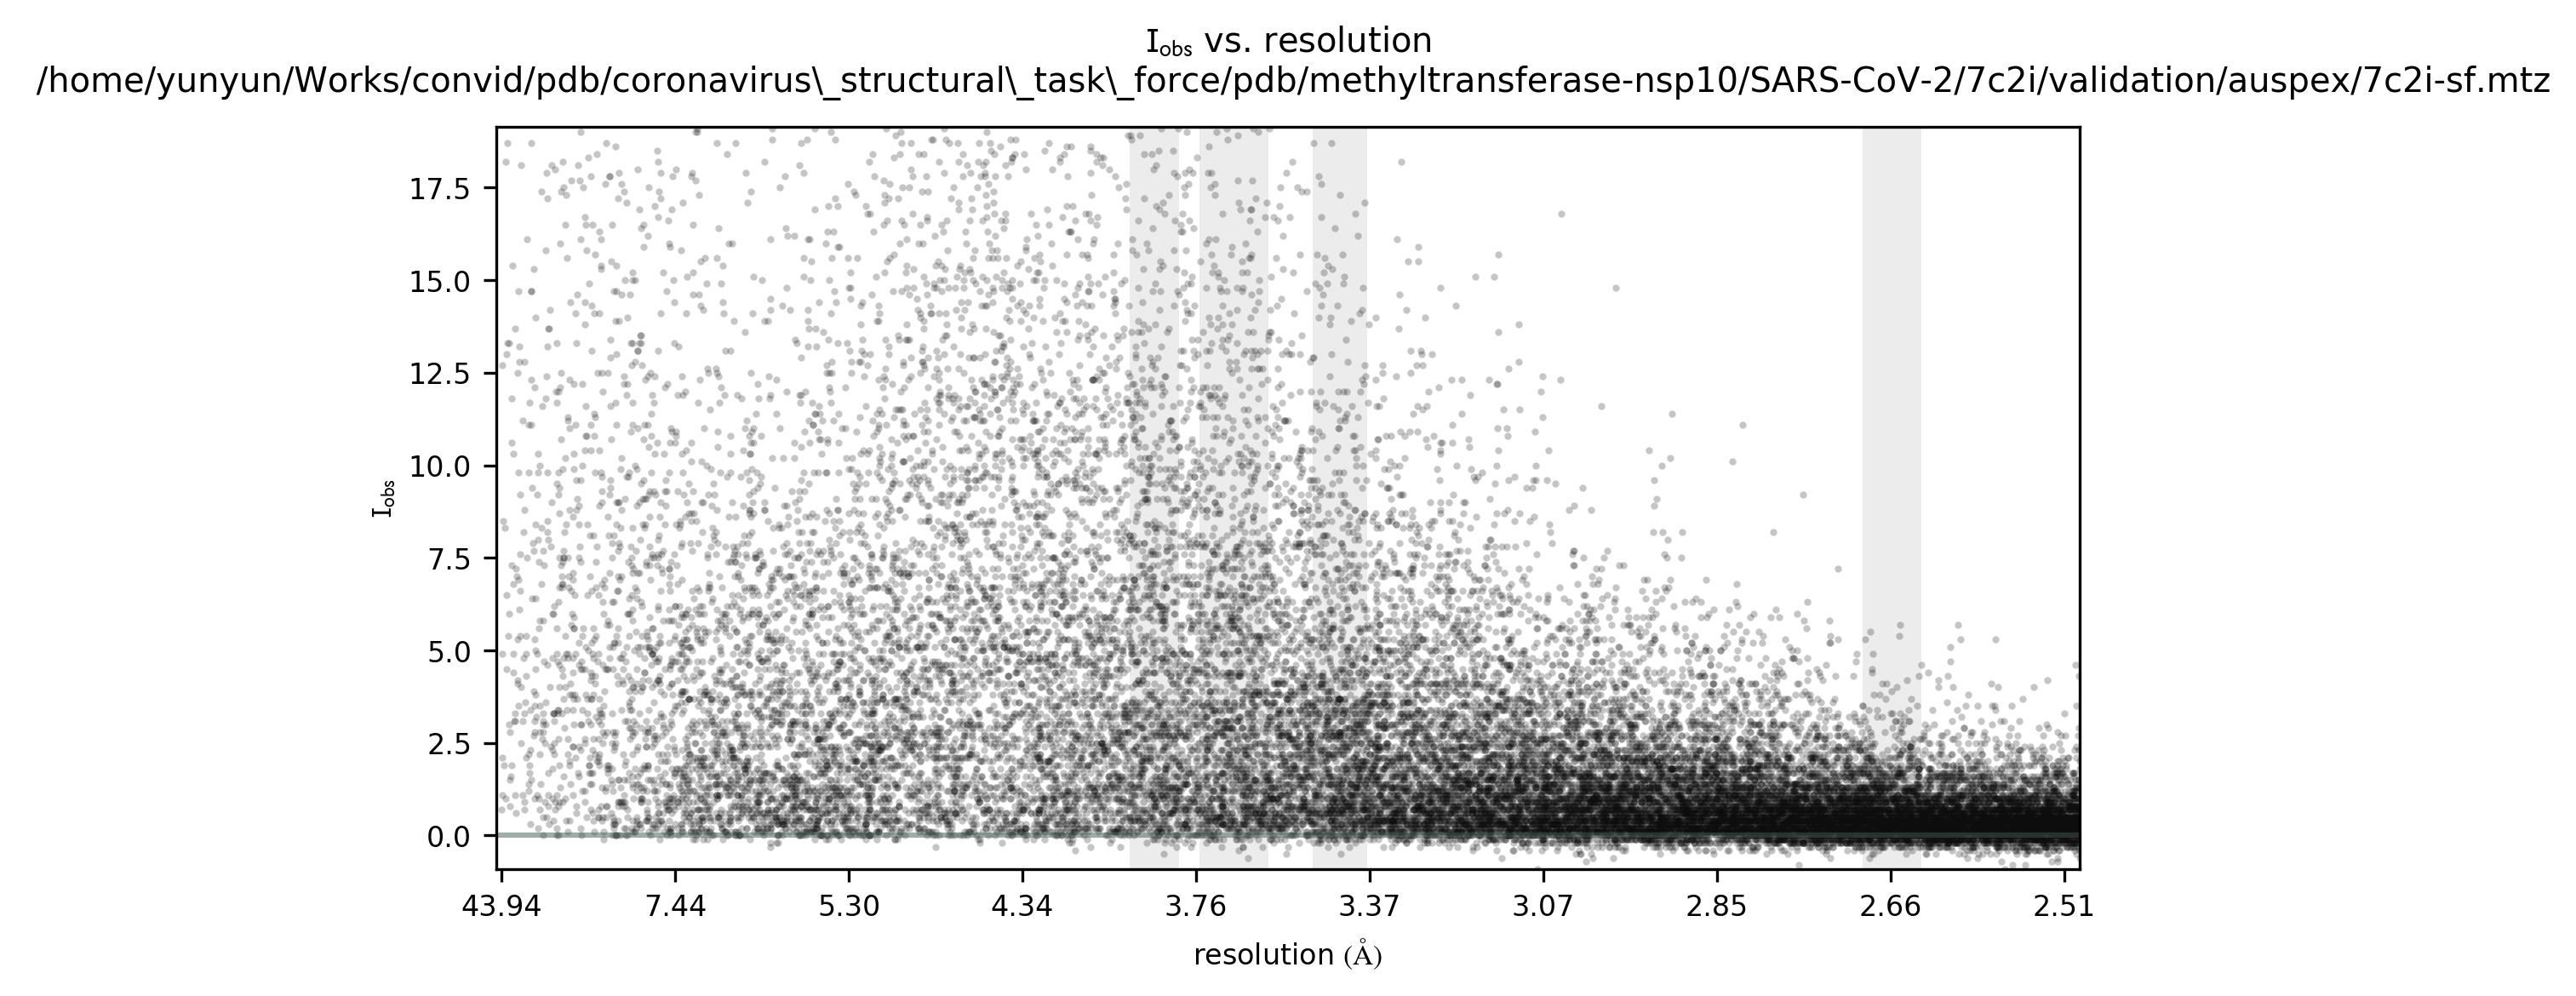 I_obs vs. resolution
/home/yunyun/Works/convid/pdb/coronavirus\_structural\_task\_force/pdb/methyltransferase-nsp10/SARS-CoV-2/7c2i/validation/auspex/7c2i-sf.mtz
I_obs
17.5
15.0
12.5
10.0
7.5
5.0
2.5
0.0
43.94 7.44 5.30 4.34 3.76 3.37 3.07 2.85 2.66 2.51
resolution (Å)